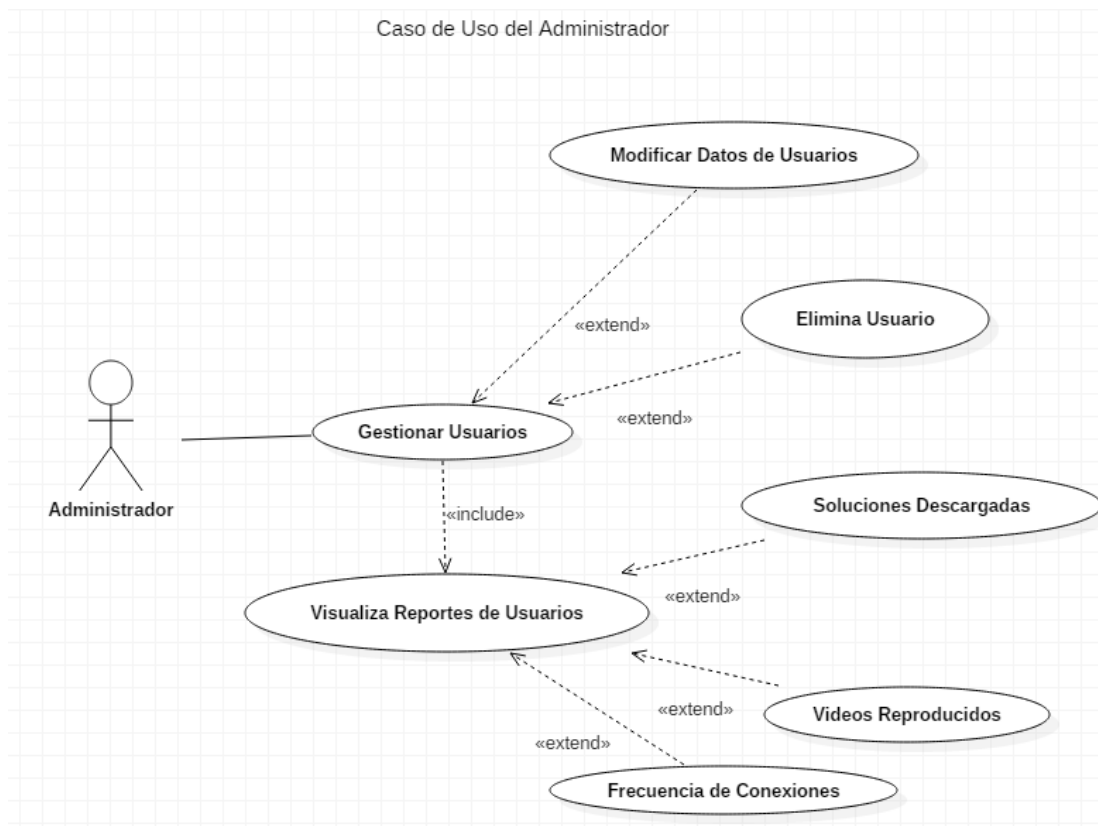 Caso de Uso del Administrador
Modificar Datos de Usuarios
«extend»
Elimina Usuario
«extend»
Gestionar Usuarios
Administrador
«include»
Soluciones Descargadas
«extend»
Visualiza Reportes de Usuarios
«extend»
Videos Reproducidos
«extend»
Frecuencia de Conexiones